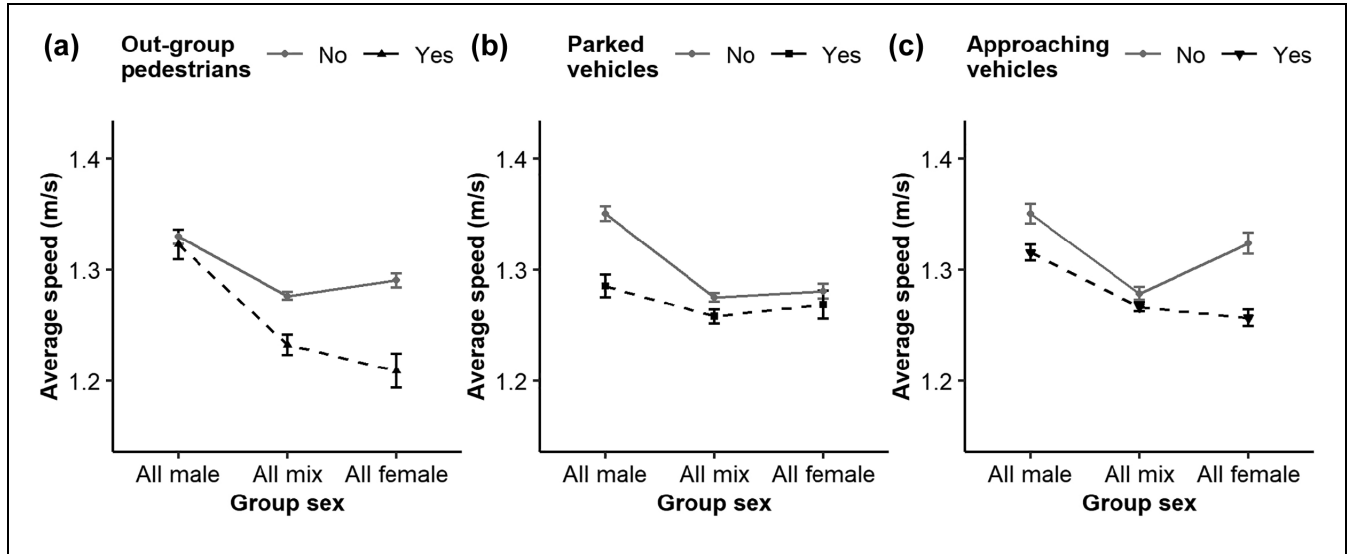 (a) Out-group pedestrians No Yes
1.4
1.3
1.2
Average speed (m/s)
All male All mix All female
Group sex
(b) Parked vehicles No Yes
1.4
1.3
1.2
Average speed (m/s)
All male All mix All female
Group sex
(c) Approaching vehicles No Yes
1.4
1.3
1.2
Average speed (m/s)
All male All mix All female
Group sex